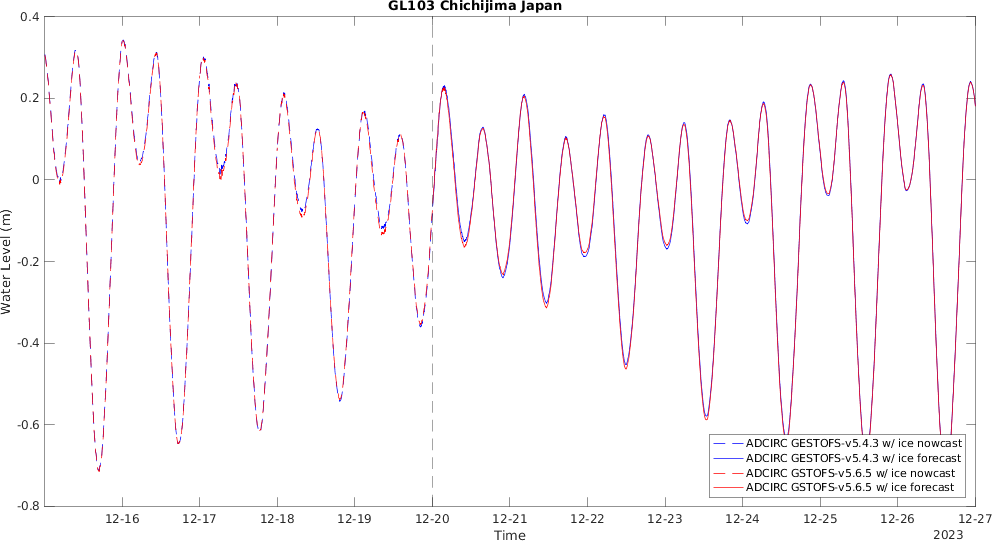 GL103 Chichijima Japan
0.4
0.2
0
-0.2
-0.4
-0.6
-0.8
Water Level (m)
ADCIRC GESTOFS-v5.4.3 w/ ice nowcast
ADCIRC GESTOFS-v5.4.3 w/ ice forecast
ADCIRC GSTOFS-v5.6.5 w/ ice nowcast
ADCIRC GSTOFS-v5.6.5 w/ ice forecast
12-16 12-17 12-18 12-19 12-20 12-21 12-22 12-23 12-24 12-25 12-26 12-27
Time
2023